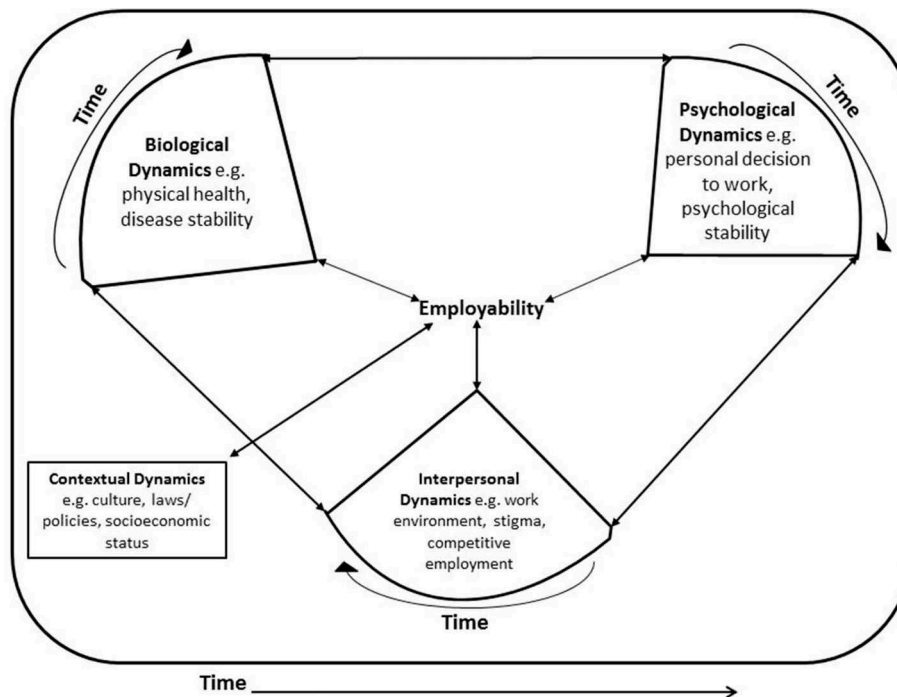 Time
Biological
Dynamics e.g.
physical health,
disease stability
Psychological
Dynamics e.g.
personal decision
to work,
psychological
stability
Time
Employability
Contextual Dynamics
e.g. culture, laws/
policies, socioeconomic
status
Interpersonal
Dynamics e.g. work
environment, stigma,
competitive
employment
Time
Time